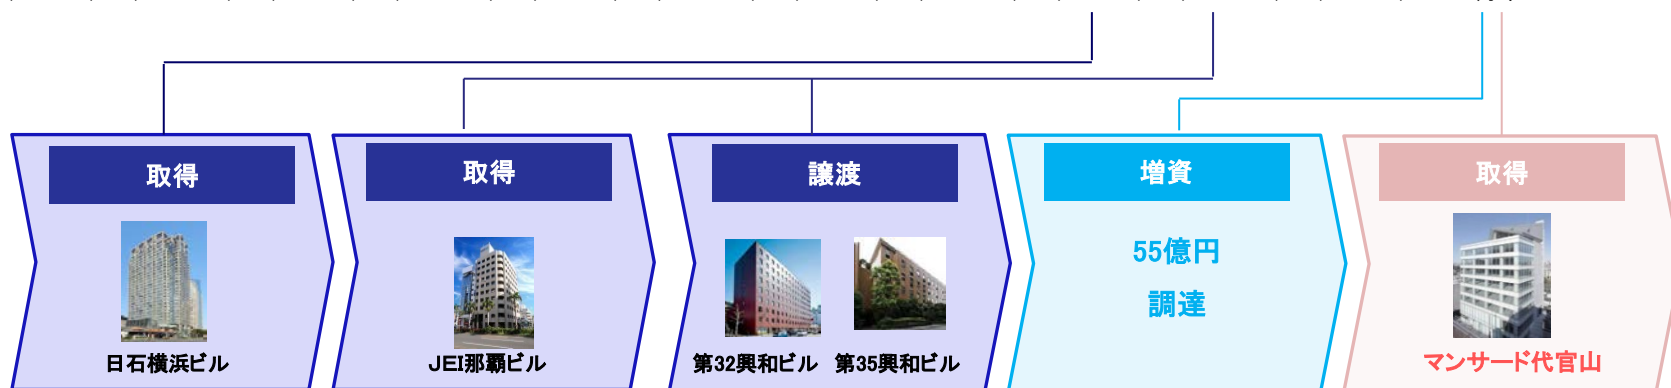 取得
取得
譲渡
増資
取得
55億円
調達
日石横浜ビル
JEI那覇ビル
第32興和ビル 第35興和ビル
マンサード代官山